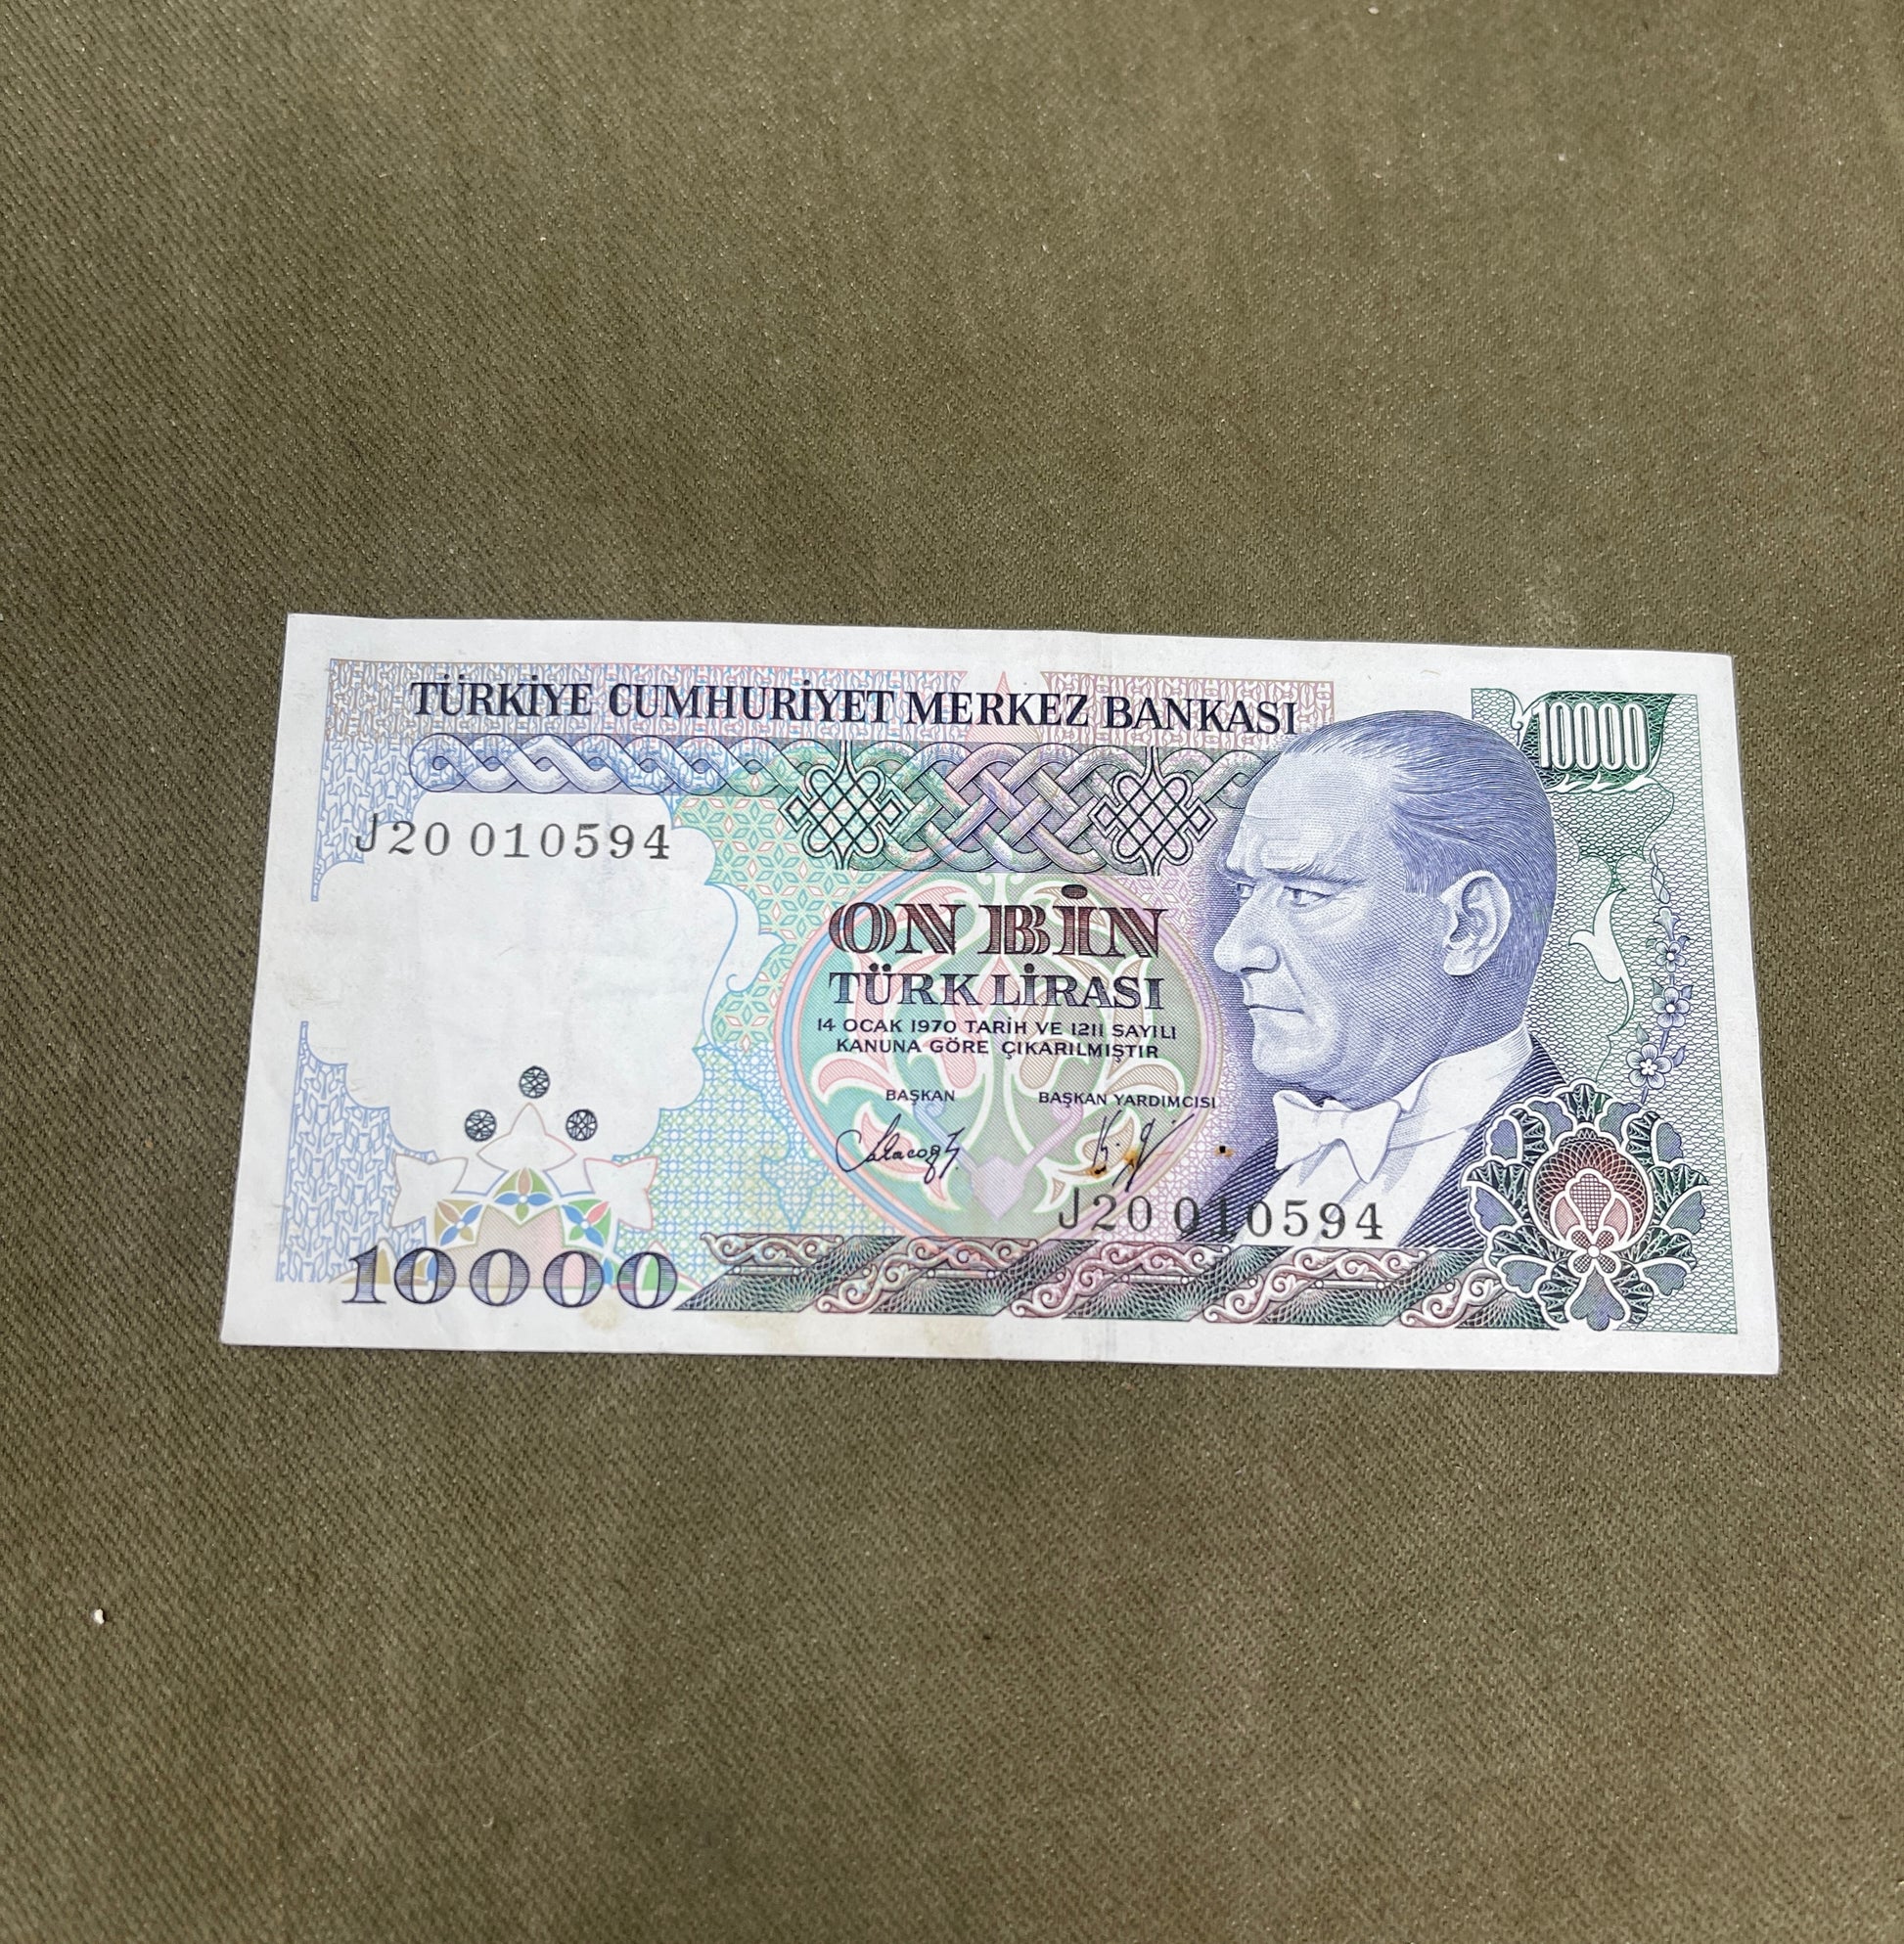 TÜRKİYE CUMHURİYET MERKEZ BANKASI
10000
J20 010594
ON BİN
TÜRK LİRASI
14 OCAK 1970 TARİH VE 1211 SAYILI
KANUNA GÖRE ÇIKARILMIŞTIR
BAŞKAN
BAŞKAN YARDIMCISI
J20 010594
10000